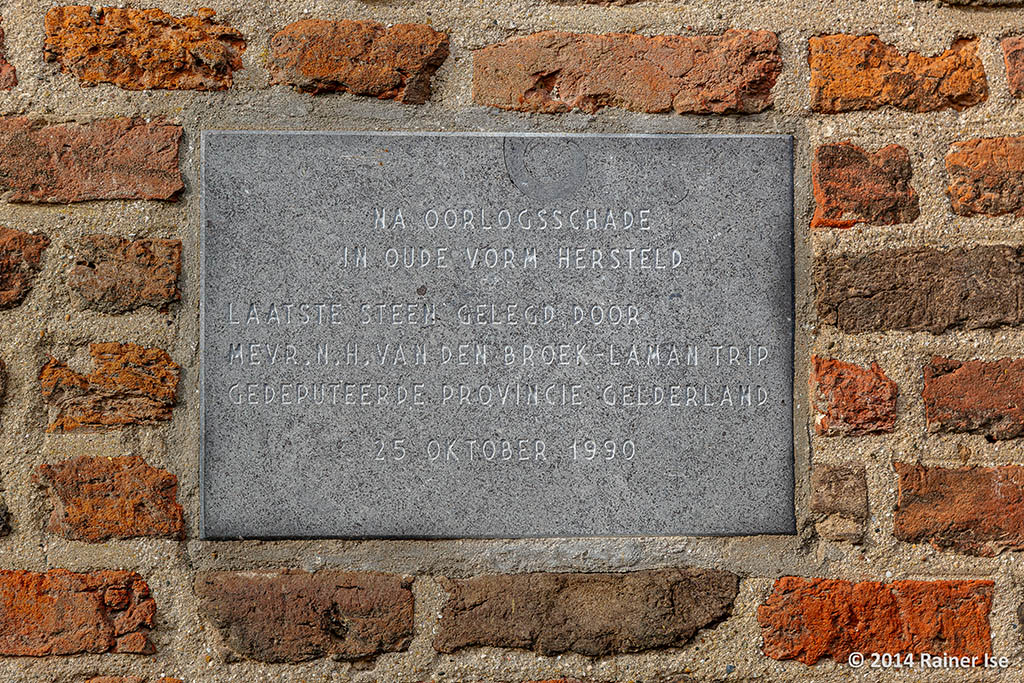 NA OORLOGSSCHADE
IN OUDE VORM HERSTELD
LAATSTE STEEN GELEGD DOOR
MEVR. N. H. VAN DEN BROEK-LAMAN TRIP
GEDEPUTEERDE PROVINCIE GELDERLAND
25 OKTOBER 1990
© 2014 Rainer Ise